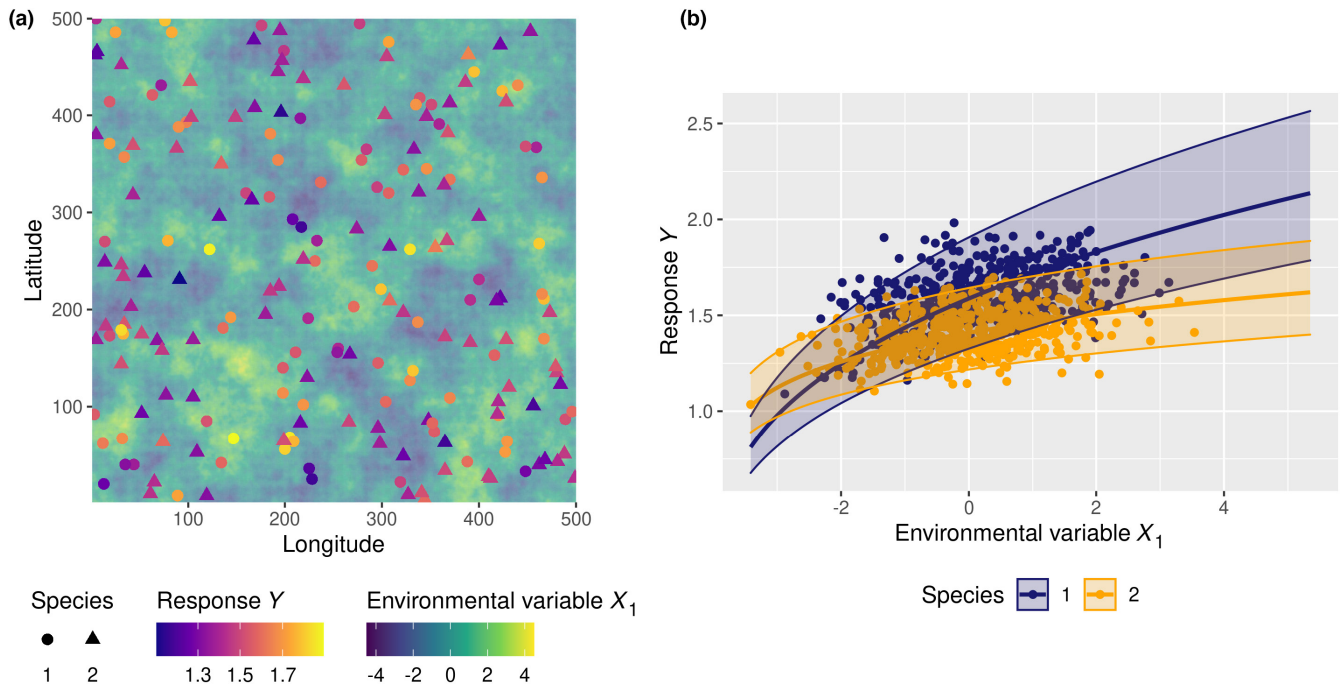 (a)
500
400
300
200
100
Latitude
100 200 300 400 500
Longitude
Species
1 2
Response Y
1.3 1.5 1.7
Environmental variable X1
-4 -2 0 2 4
(b)
2.5
2.0
1.5
1.0
Response Y
-2 0 2 4
Environmental variable X1
Species 1 2